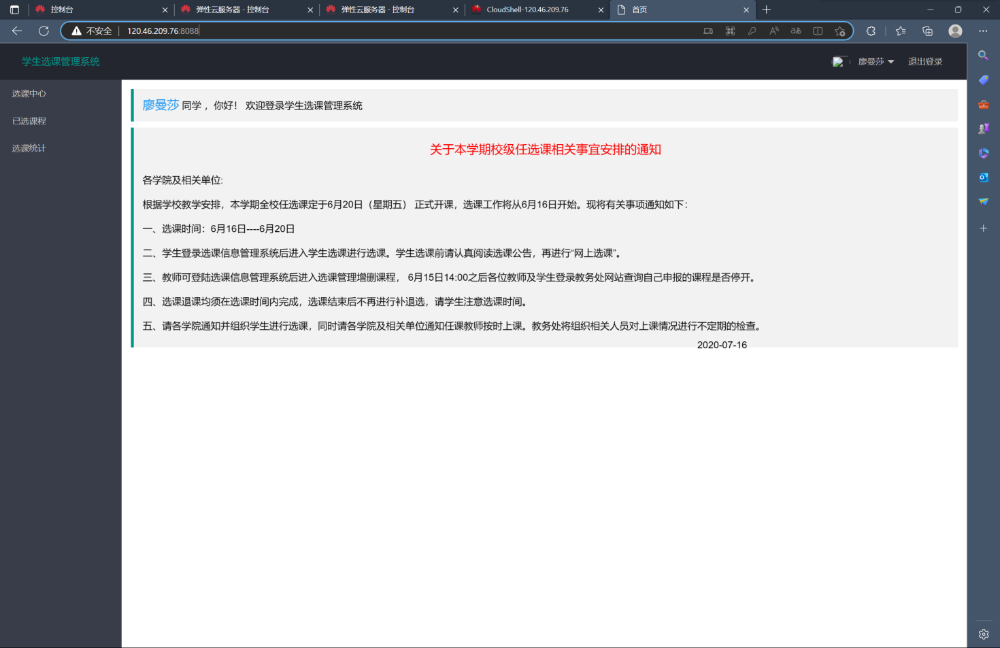 控制台
弹性云服务器 - 控制台
弹性云服务器 - 控制台
CloudShell-120.46.209.76
首页
不安全
120.46.209.76:8088
学生选课管理系统
廖曼莎
退出登录
选课中心
已选课程
选课统计
廖曼莎 同学 ，你好！ 欢迎登录学生选课管理系统
关于本学期校级任选课相关事宜安排的通知
各学院及相关单位:
根据学校教学安排，本学期全校任选课定于6月20日（星期五） 正式开课，选课工作将从6月16日开始。现将有关事项通知如下：
一、选课时间：6月16日----6月20日
二、学生登录选课信息管理系统后进入学生选课进行选课。学生选课前请认真阅读选课公告，再进行“网上选课”。
三、教师可登陆选课信息管理系统后进入选课管理增删课程， 6月15日14:00之后各位教师及学生登录教务处网站查询自己申报的课程是否停开。
四、选课退课均须在选课时间内完成，选课结束后不再进行补退选，请学生注意选课时间。
五、请各学院通知并组织学生进行选课，同时请各学院及相关单位通知任课教师按时上课。教务处将组织相关人员对上课情况进行不定期的检查。
2020-07-16